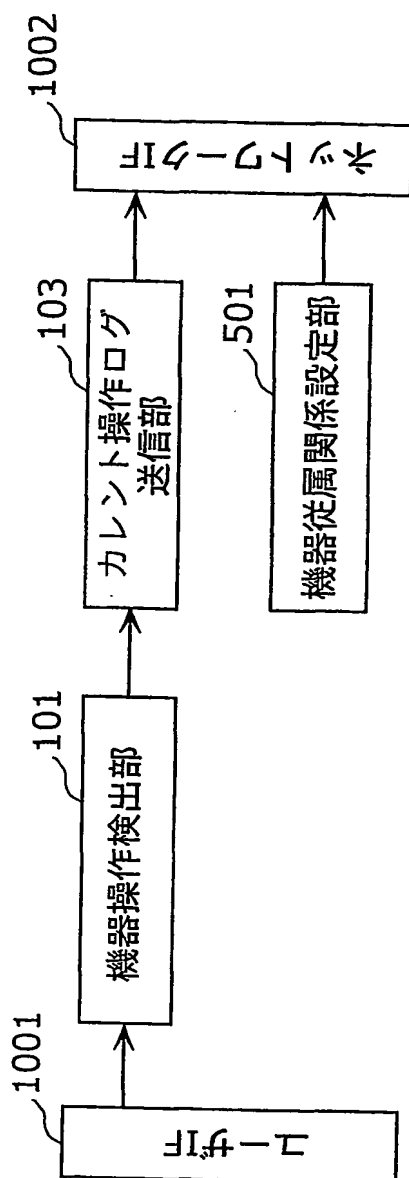 1001
ユーザIF
101
機器操作検出部
103
カレント操作ログ
送信部
501
機器従属関係設定部
1002
ネットワークIF